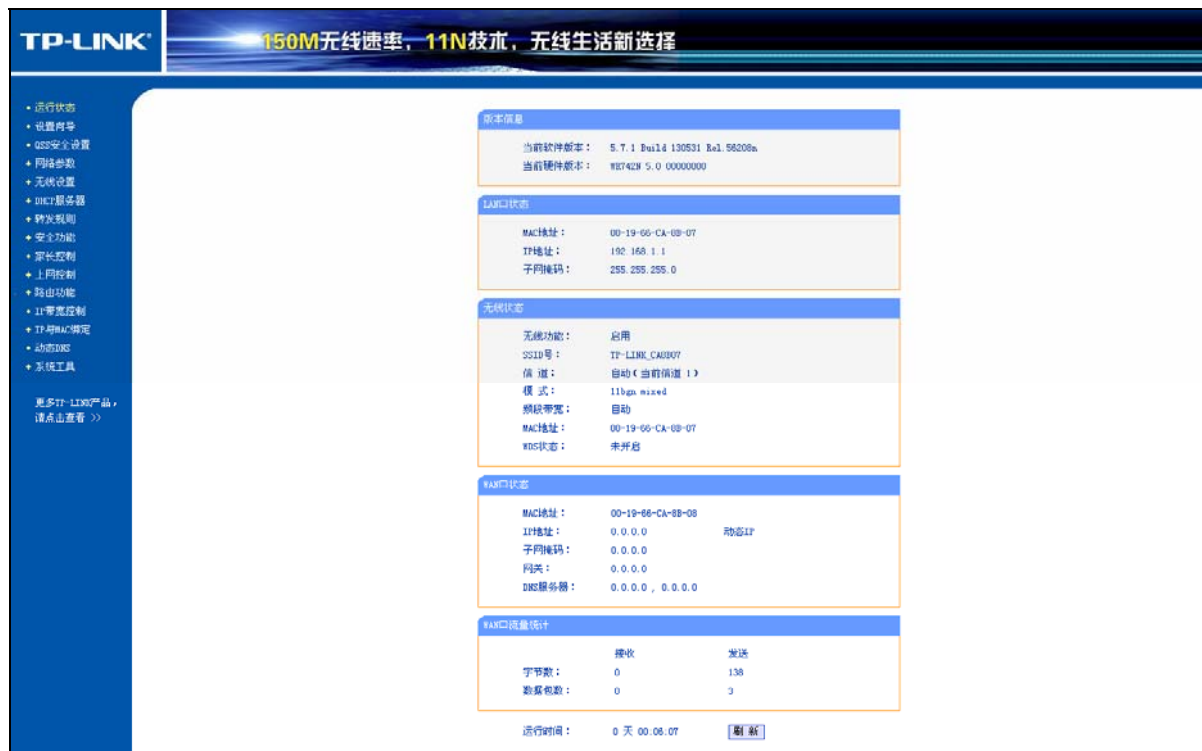 TP-LINK®
150M无线速率，11N技术，无线生活新选择
• 运行状态
• 设置向导
• QSS安全设置
+ 网络参数
+ 无线设置
+ DHCP服务器
+ 转发规则
+ 安全功能
• 家长控制
+ 上网控制
+ 路由功能
• IP带宽控制
+ IP与MAC绑定
• 动态DNS
+ 系统工具
更多TP-LINK产品，
请点击查看 >>
版本信息
当前软件版本： 5.7.1 Build 130531 Rel.56208n
当前硬件版本： WR742N 5.0 00000000
LAN口状态
MAC地址： 00-19-66-CA-8B-07
IP地址： 192.168.1.1
子网掩码： 255.255.255.0
无线状态
无线功能： 启用
SSID号： TP-LINK_CA8B07
信 道： 自动（当前信道 1）
模 式： 11bgn mixed
频段带宽： 自动
MAC地址： 00-19-66-CA-8B-07
WDS状态： 未开启
WAN口状态
MAC地址： 00-19-66-CA-8B-08
IP地址： 0.0.0.0 动态IP
子网掩码： 0.0.0.0
网关： 0.0.0.0
DNS服务器： 0.0.0.0 , 0.0.0.0
WAN口流量统计
接收 发送
字节数： 0 138
数据包数： 0 3
运行时间： 0 天 00:06:07 刷 新